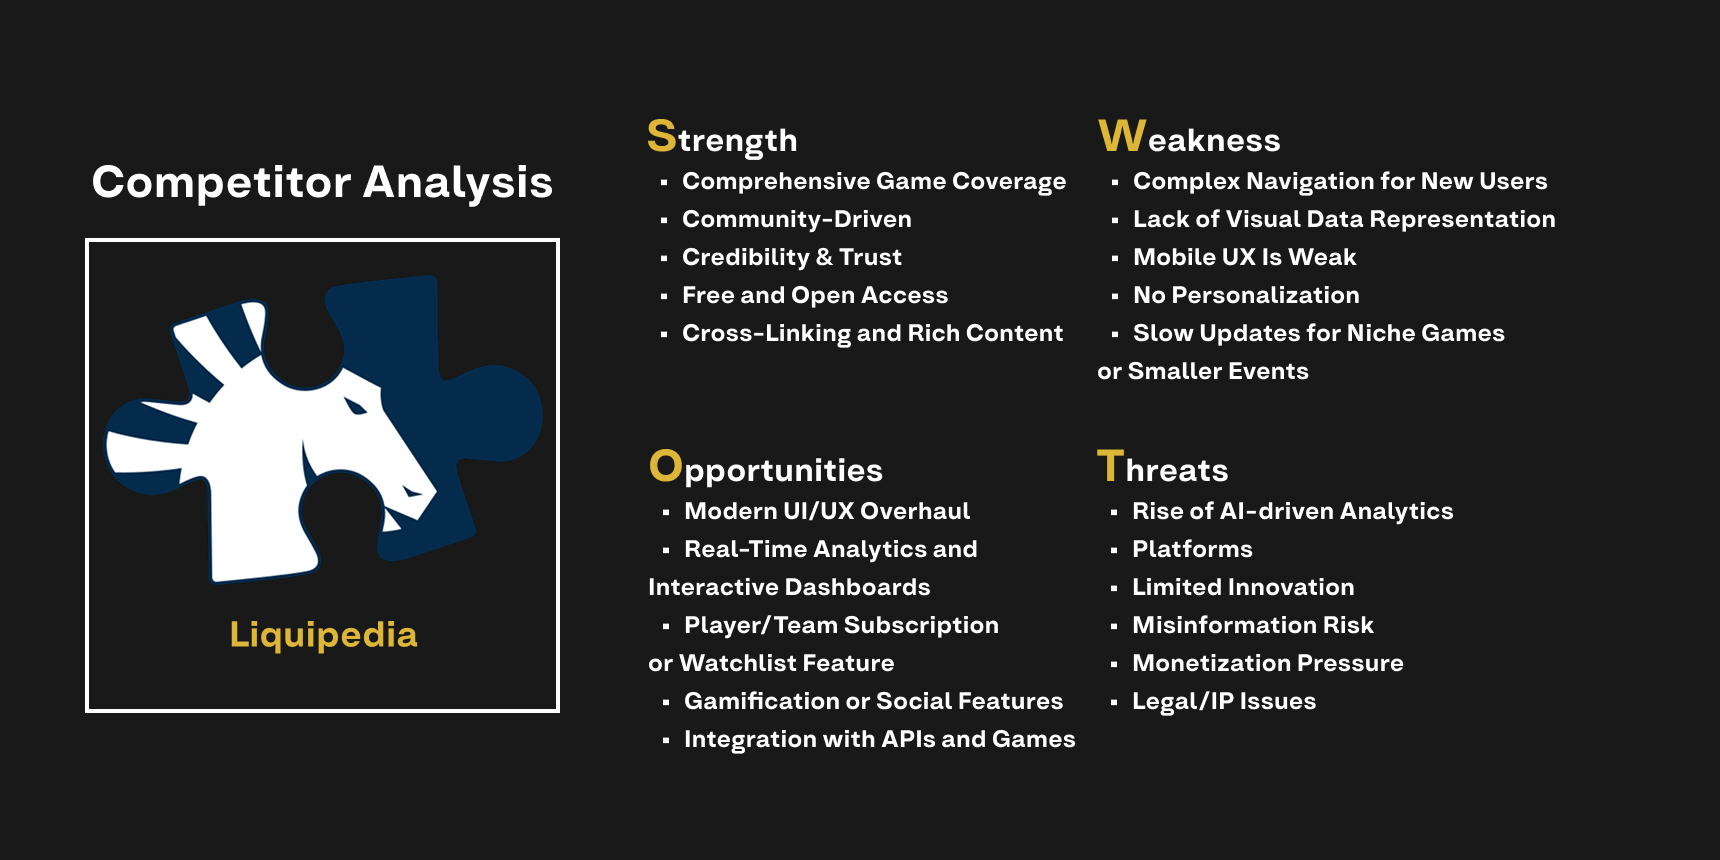 Competitor Analysis
Liquipedia
Strength
▪ Comprehensive Game Coverage
▪ Community-Driven
▪ Credibility & Trust
▪ Free and Open Access
▪ Cross-Linking and Rich Content
Weakness
▪ Complex Navigation for New Users
▪ Lack of Visual Data Representation
▪ Mobile UX Is Weak
▪ No Personalization
▪ Slow Updates for Niche Games
or Smaller Events
Opportunities
▪ Modern UI/UX Overhaul
▪ Real-Time Analytics and
Interactive Dashboards
▪ Player/Team Subscription
or Watchlist Feature
▪ Gamification or Social Features
▪ Integration with APIs and Games
Threats
▪ Rise of AI-driven Analytics
▪ Platforms
▪ Limited Innovation
▪ Misinformation Risk
▪ Monetization Pressure
▪ Legal/IP Issues